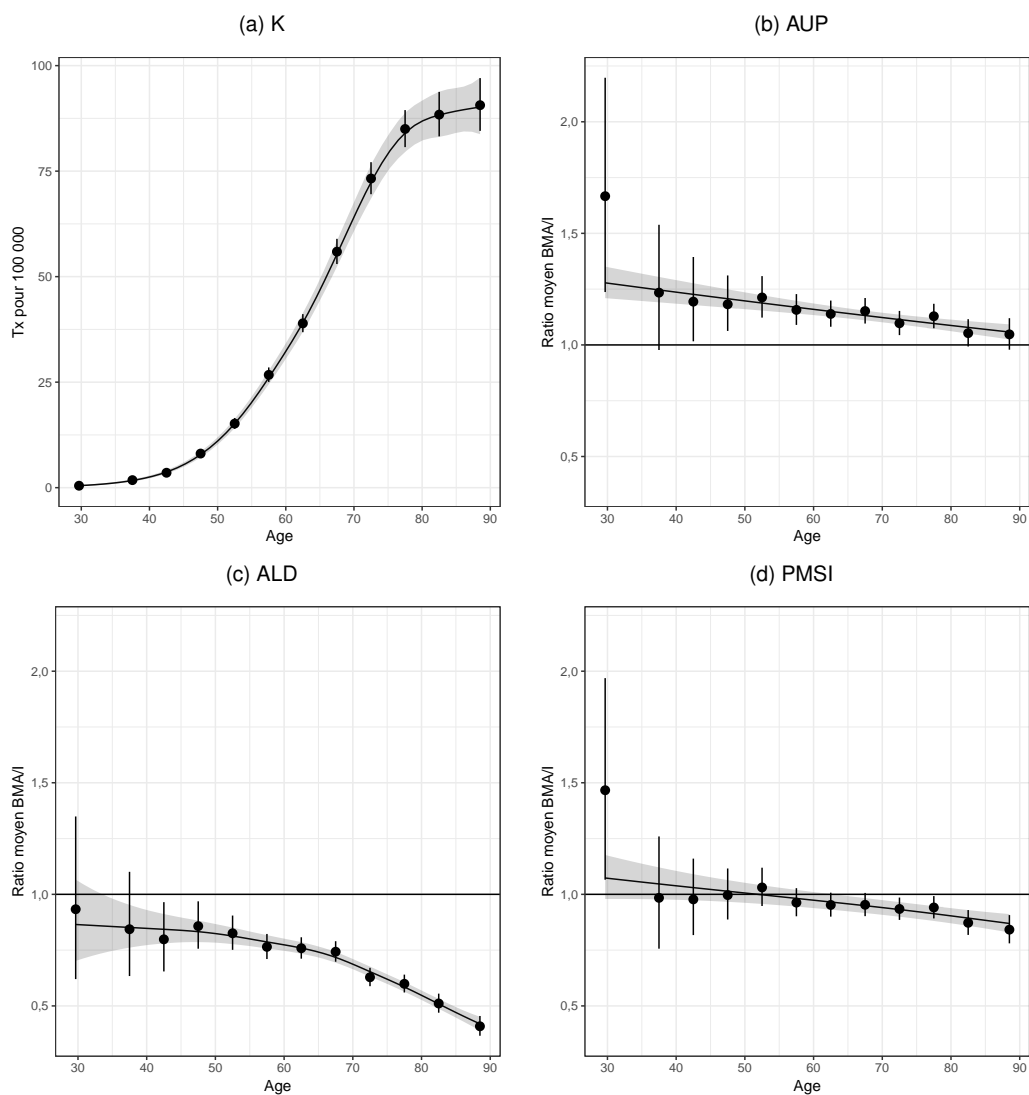 (a) K
Tx pour 100 000
100
75
50
25
0
30 40 50 60 70 80 90
Age
(b) AUP
Ratio moyen BMA/I
2,0
1,5
1,0
0,5
30 40 50 60 70 80 90
Age
(c) ALD
Ratio moyen BMA/I
2,0
1,5
1,0
0,5
30 40 50 60 70 80 90
Age
(d) PMSI
Ratio moyen BMA/I
2,0
1,5
1,0
0,5
30 40 50 60 70 80 90
Age